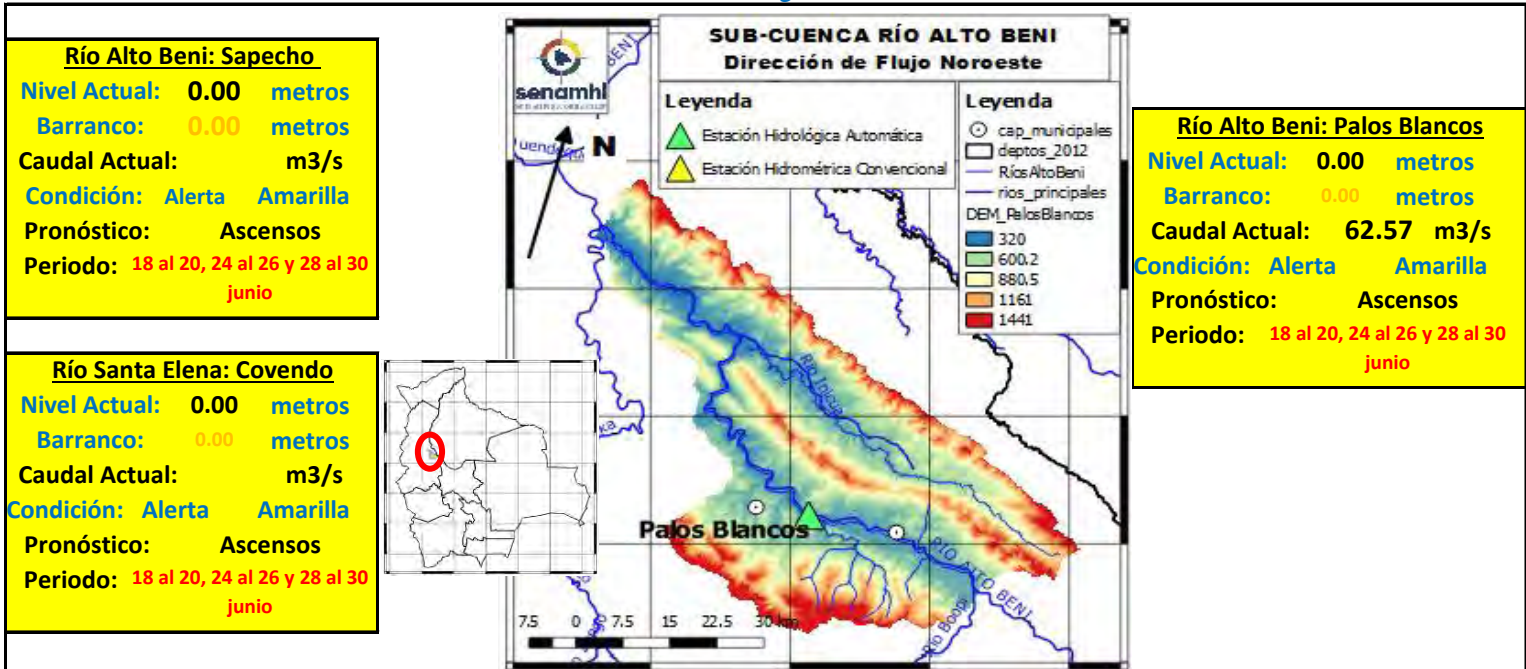 Río Alto Beni: Sapecho
Nivel Actual: 0.00 metros
Barranco: 0.00 metros
Caudal Actual: m3/s
Condición: Alerta Amarilla
Pronóstico: Ascensos
Periodo: 18 al 20, 24 al 26 y 28 al 30
junio
Río Santa Elena: Covendo
Nivel Actual: 0.00 metros
Barranco: 0.00 metros
Caudal Actual: m3/s
Condición: Alerta Amarilla
Pronóstico: Ascensos
Periodo: 18 al 20, 24 al 26 y 28 al 30
junio
senamhi
BENI
SUB-CUENCA RÍO ALTO BENI
Dirección de Flujo Noroeste
N
Leyenda
Estación Hidrológica Automática
Estación Hidrométrica Convencional
Leyenda
cap_municipales
deptos_2012
RíosAltoBeni
rios_principales
DEM_PalosBlancos
320
600.2
880.5
1161
1441
Río Inicua
Palos Blancos
RÍO ALTO BENI
Río Boopi
7.5 0 7.5 15 22.5 30 km
Río Alto Beni: Palos Blancos
Nivel Actual: 0.00 metros
Barranco: 0.00 metros
Caudal Actual: 62.57 m3/s
Condición: Alerta Amarilla
Pronóstico: Ascensos
Periodo: 18 al 20, 24 al 26 y 28 al 30
junio